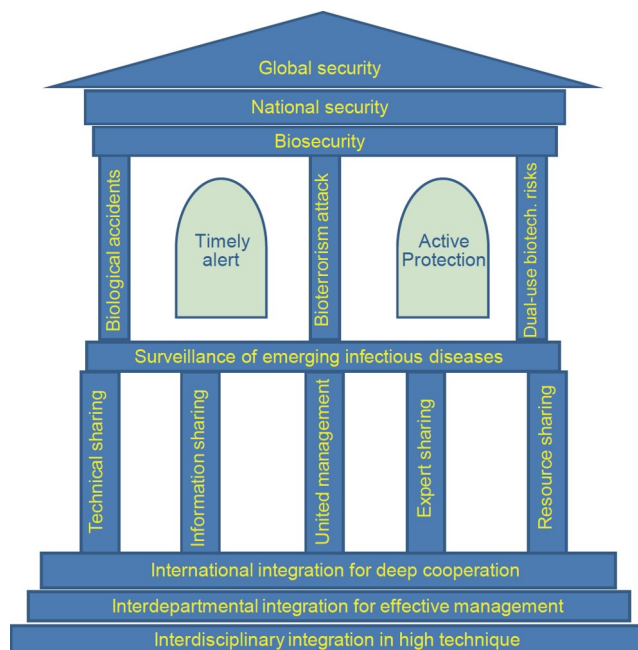 Global security
National security
Biosecurity
Biological accidents
Timely
alert
Bioterrorism attack
Active
Protection
Dual-use biotech. risks
Surveillance of emerging infectious diseases
Technical sharing
Information sharing
United management
Expert sharing
Resource sharing
International integration for deep cooperation
Interdepartmental integration for effective management
Interdisciplinary integration in high technique